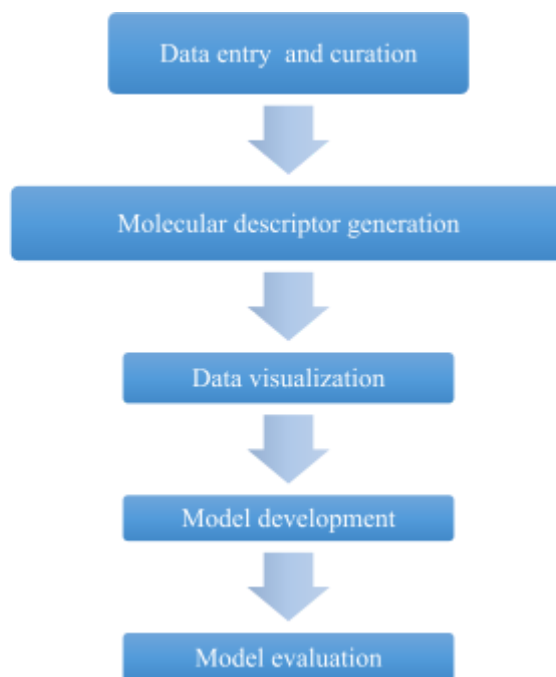 Data entry and curation
Molecular descriptor generation
Data visualization
Model development
Model evaluation